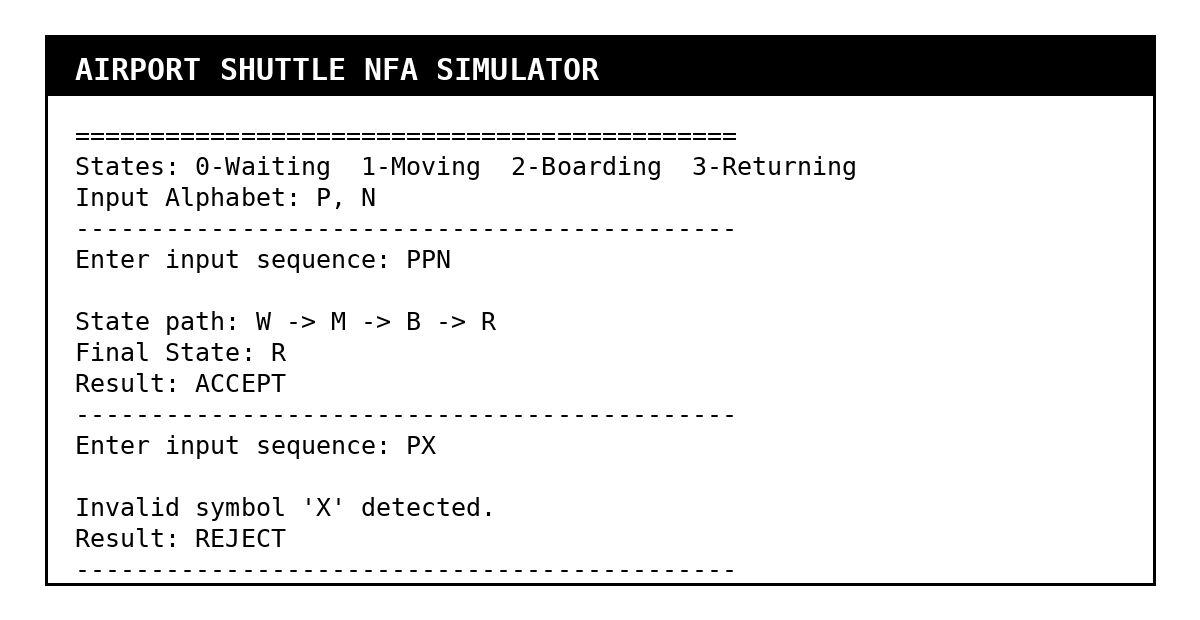 AIRPORT SHUTTLE NFA SIMULATOR
============================================
States: 0-Waiting  1-Moving  2-Boarding  3-Returning
Input Alphabet: P, N
--------------------------------------------
Enter input sequence: PPN
State path: W -> M -> B -> R
Final State: R
Result: ACCEPT
--------------------------------------------
Enter input sequence: PX
Invalid symbol 'X' detected.
Result: REJECT
--------------------------------------------